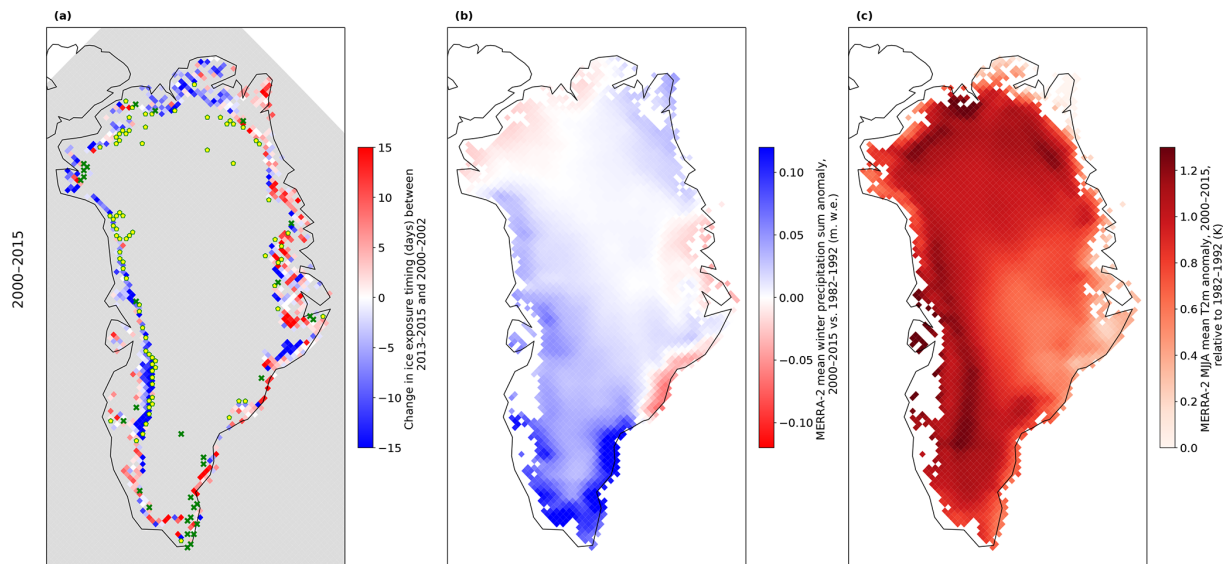 (a)
(b)
(c)
2000–2015
15
10
5
0
−5
−10
−15
Change in ice exposure timing (days) between
2013–2015 and 2000–2002
0.10
0.05
0.00
−0.05
−0.10
MERRA-2 mean winter precipitation sum anomaly,
2000–2015 vs. 1982–1992 (m. w.e.)
1.2
1.0
0.8
0.6
0.4
0.2
0.0
MERRA-2 MJJA mean T2m anomaly, 2000–2015,
relative to 1982–1992 (K)